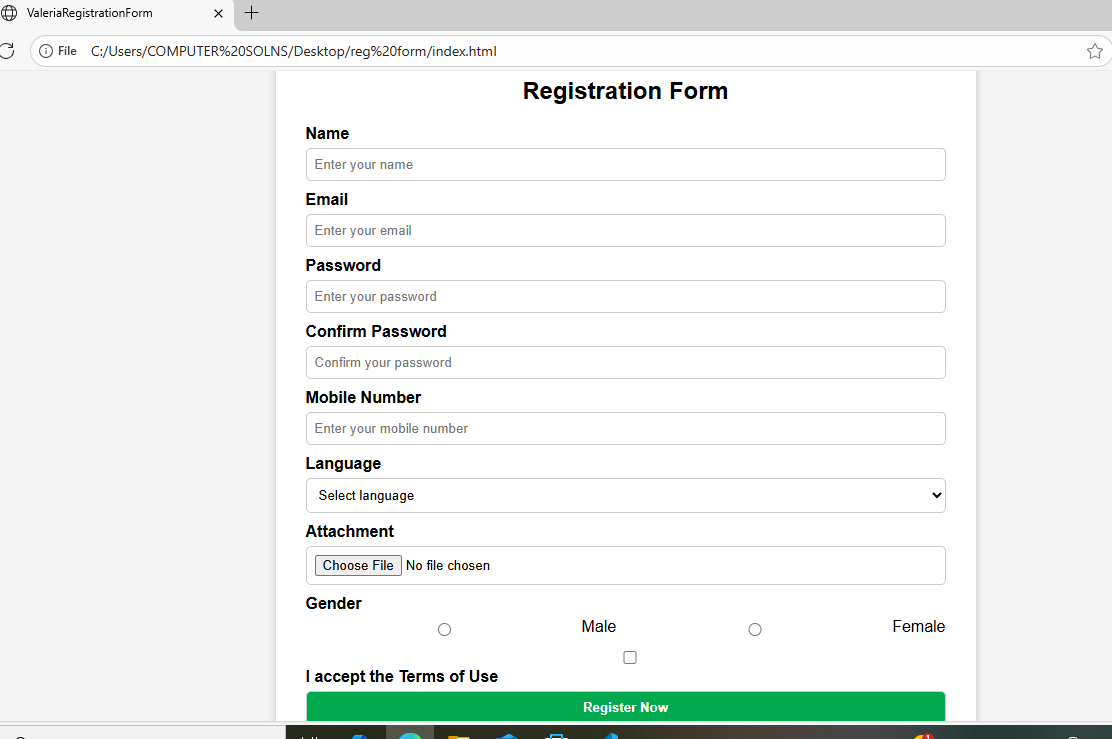 ValeriaRegistrationForm
File C:/Users/COMPUTER%20SOLNS/Desktop/reg%20form/index.html
Registration Form
Name
Enter your name
Email
Enter your email
Password
Enter your password
Confirm Password
Confirm your password
Mobile Number
Enter your mobile number
Language
Select language
Attachment
Choose File No file chosen
Gender
Male Female
I accept the Terms of Use
Register Now
1